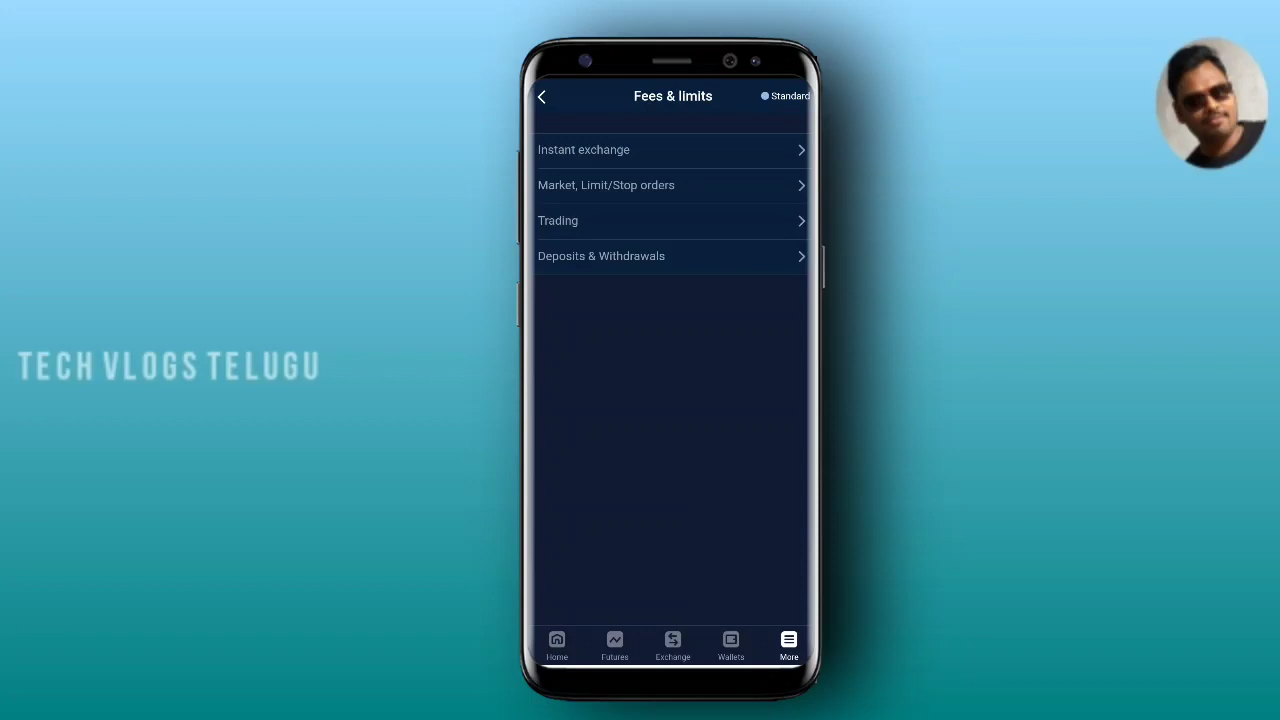 Fees & limits
Standard
Instant exchange
Market, Limit/Stop orders
Trading
Deposits & Withdrawals
TECH VLOGS TELUGU
Home
Futures
Exchange
Wallets
More